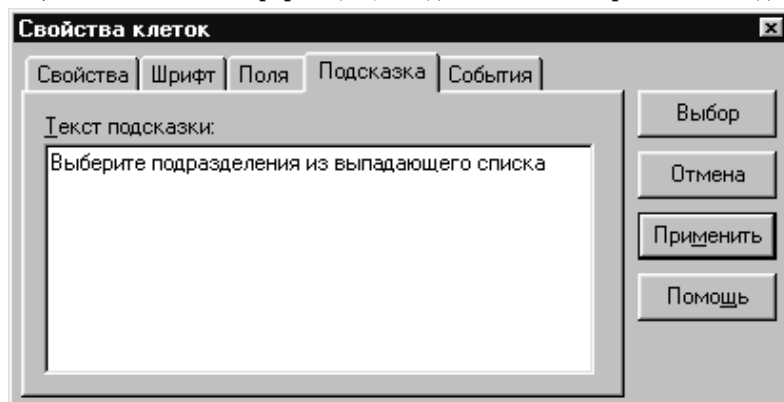 Свойства клеток
Свойства Шрифт Поля Подсказка События
Текст подсказки:
Выберите подразделения из выпадающего списка
Выбор
Отмена
Применить
Помощь